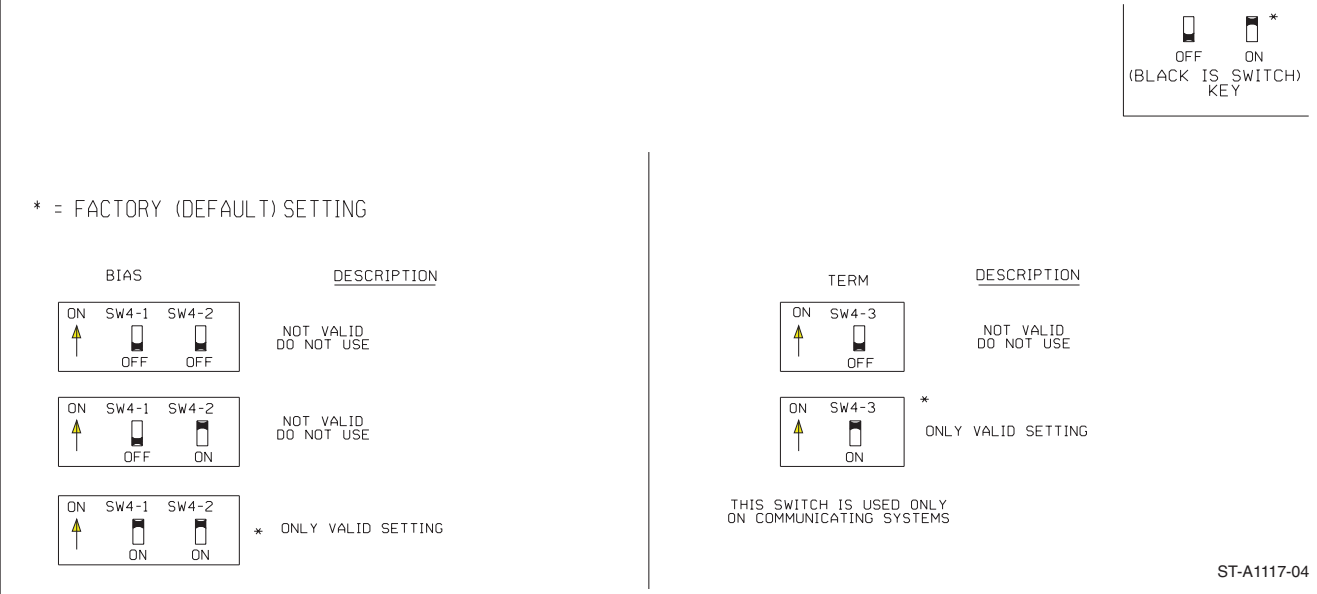 *
OFF ON
(BLACK IS SWITCH)
KEY
* = FACTORY (DEFAULT) SETTING
BIAS DESCRIPTION
ON SW4-1 SW4-2
OFF OFF
NOT VALID
DO NOT USE
ON SW4-1 SW4-2
OFF ON
NOT VALID
DO NOT USE
ON SW4-1 SW4-2
ON ON
* ONLY VALID SETTING
TERM DESCRIPTION
ON SW4-3
OFF
NOT VALID
DO NOT USE
ON SW4-3
ON
*
ONLY VALID SETTING
THIS SWITCH IS USED ONLY
ON COMMUNICATING SYSTEMS
ST-A1117-04